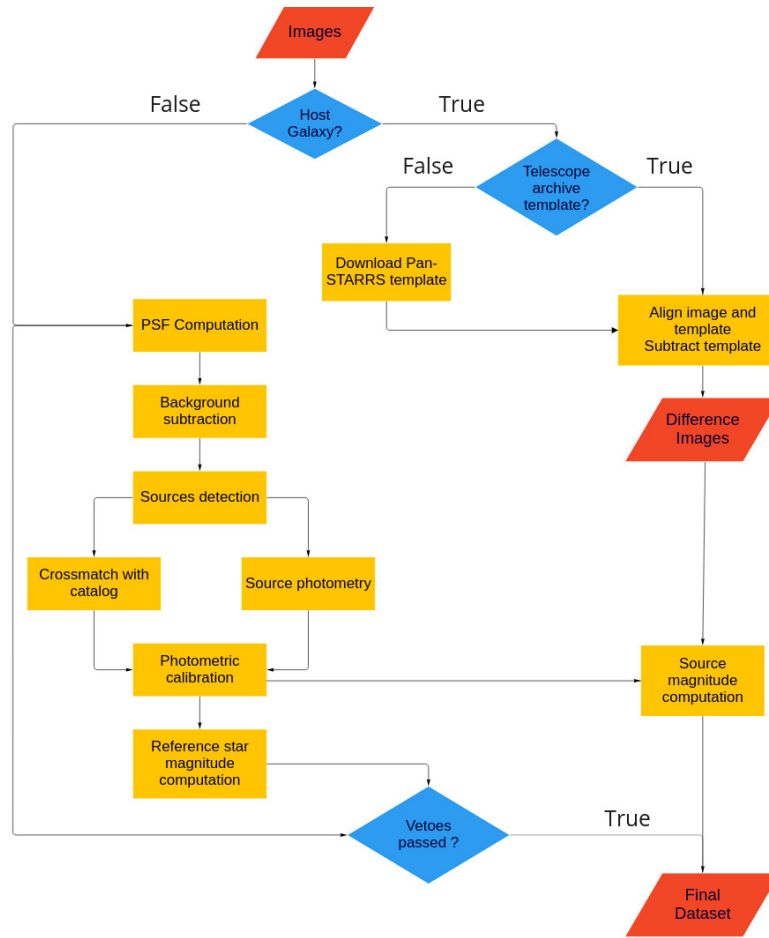 Images
False
True
Host
Galaxy?
False
True
Telescope
archive
template?
Download Pan-
STARRS template
PSF Computation
Align image and
template
Subtract template
Background
subtraction
Difference
Images
Sources detection
Crossmatch with
catalog
Source photometry
Photometric
calibration
Source
magnitude
computation
Reference star
magnitude
computation
Vetoes
passed ?
True
Final
Dataset